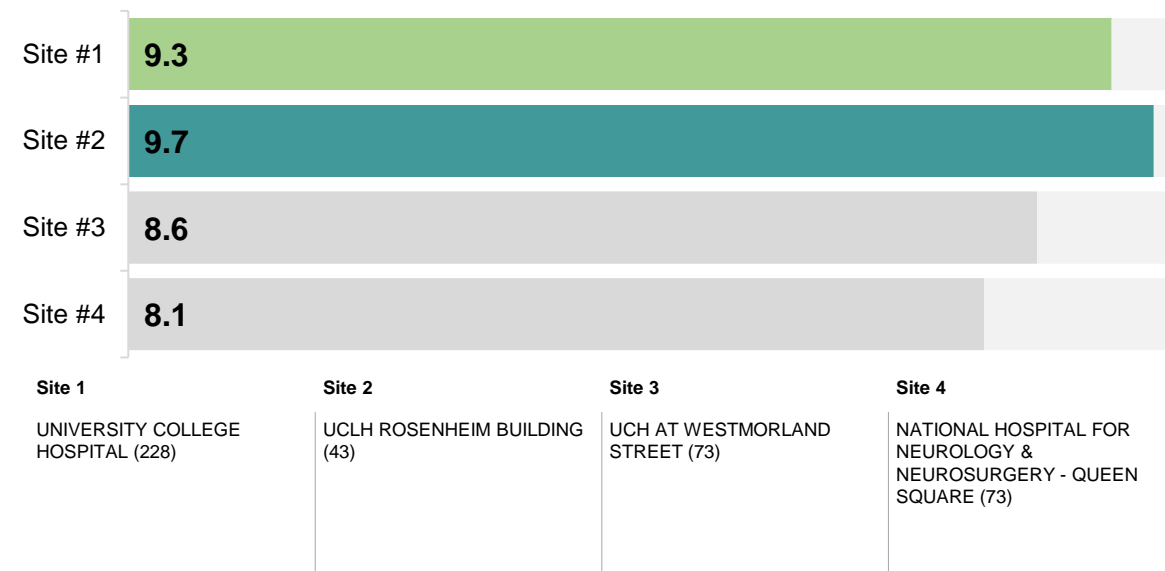 Site #1 9.3
Site #2 9.7
Site #3 8.6
Site #4 8.1
Site 1
UNIVERSITY COLLEGE
HOSPITAL (228)
Site 2
UCLH ROSENHEIM BUILDING
(43)
Site 3
UCH AT WESTMORLAND
STREET (73)
Site 4
NATIONAL HOSPITAL FOR
NEUROLOGY &
NEUROSURGERY - QUEEN
SQUARE (73)